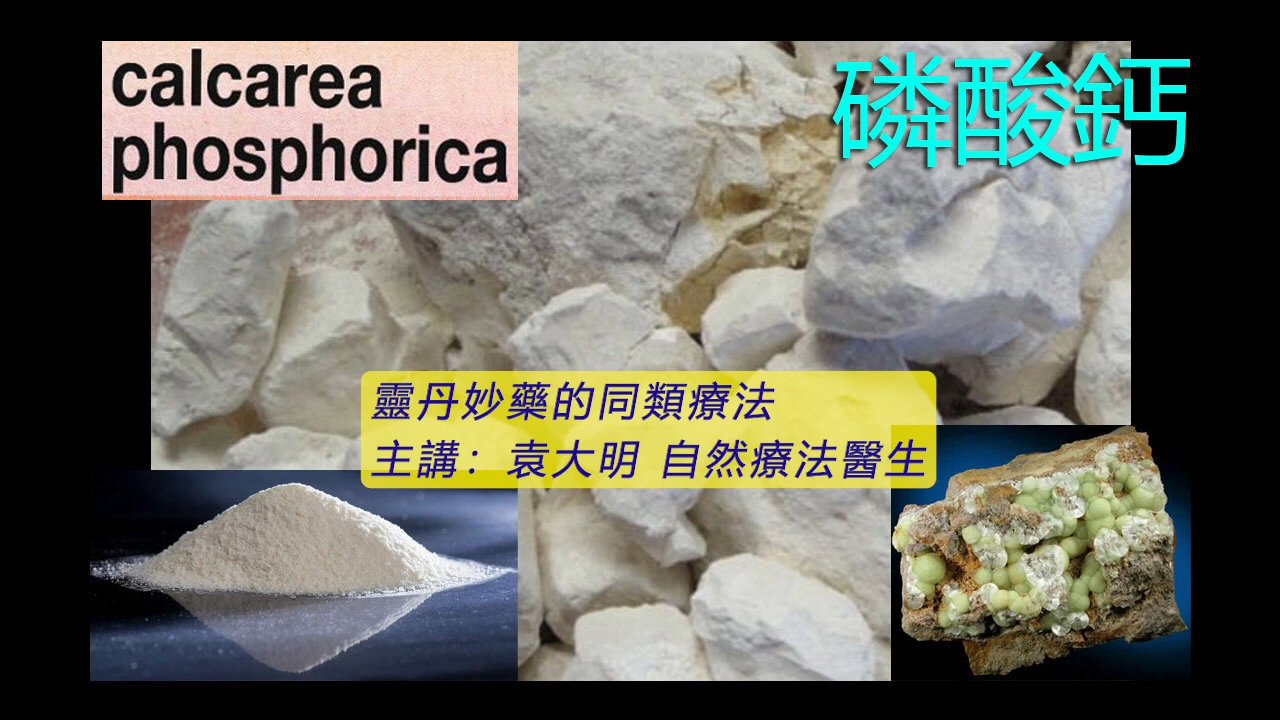 calcarea
phosphorica
磷酸鈣
靈丹妙藥的同類療法
主講：袁大明 自然療法醫生